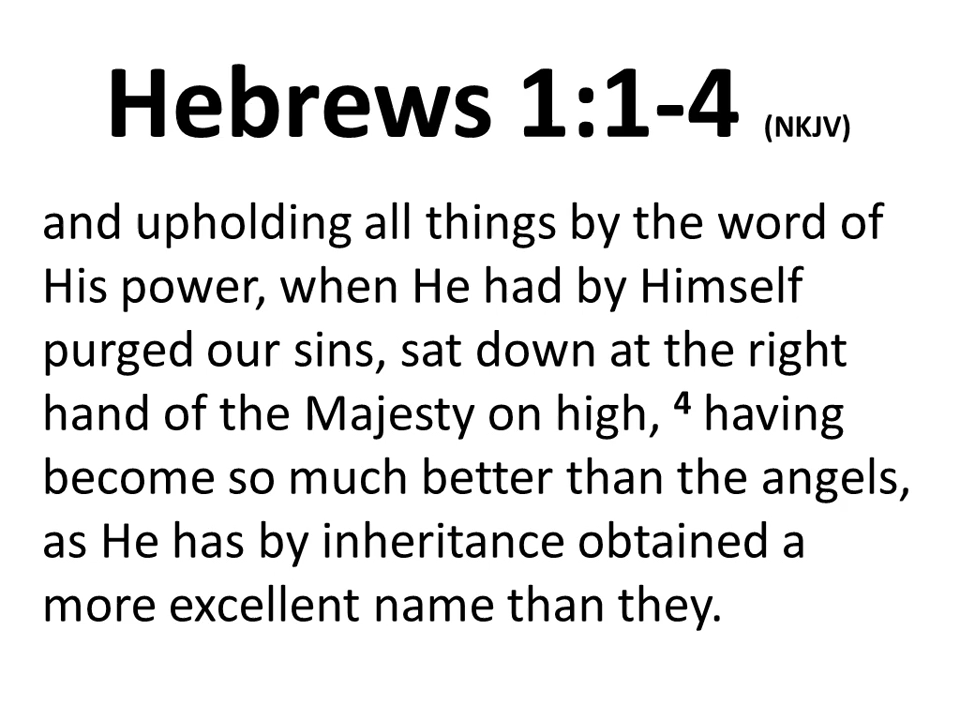 Hebrews 1:1-4 (NKJV)
and upholding all things by the word of
His power, when He had by Himself
purged our sins, sat down at the right
hand of the Majesty on high, 4 having
become so much better than the angels,
as He has by inheritance obtained a
more excellent name than they.